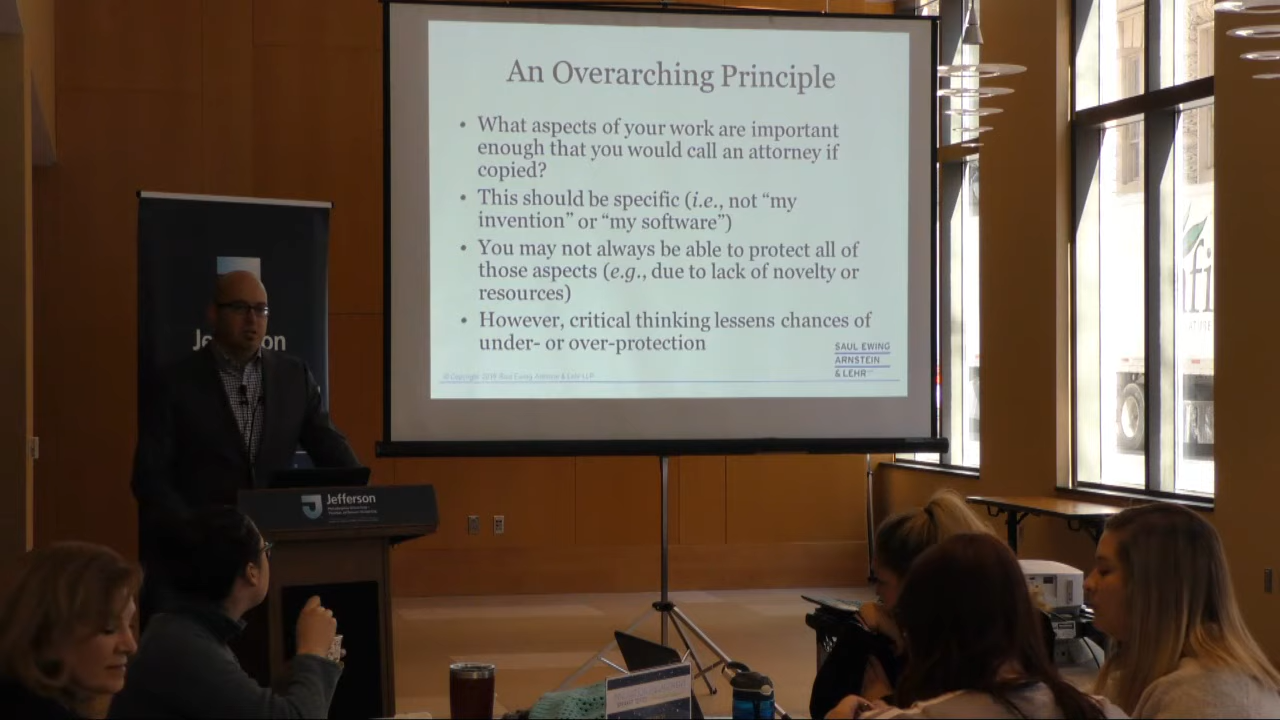 An Overarching Principle
• What aspects of your work are important
enough that you would call an attorney if
copied?
• This should be specific (i.e., not “my
invention” or “my software”)
• You may not always be able to protect all of
those aspects (e.g., due to lack of novelty or
resources)
• However, critical thinking lessens chances of
under- or over-protection
SAUL EWING
ARNSTEIN
& LEHR LLP
Jefferson